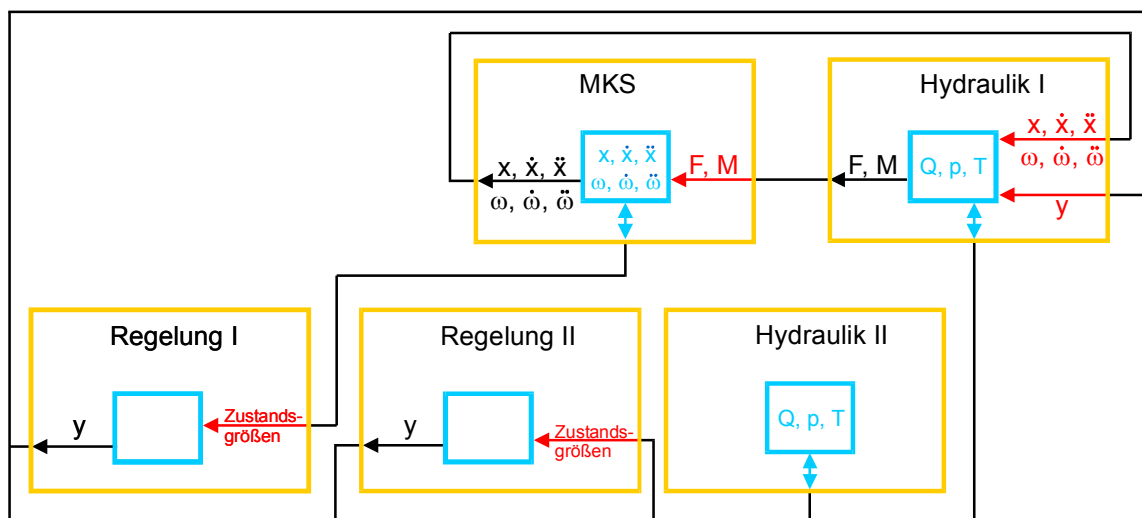 MKS
Hydraulik I
x, ẋ, ẍ
ω, ω̇, ω̈
x, ẋ, ẍ
ω, ω̇, ω̈
F, M
F, M
Q, p, T
x, ẋ, ẍ
ω, ω̇, ω̈
y
Regelung I
Regelung II
Hydraulik II
y
Zustands-
größen
y
Zustands-
größen
Q, p, T